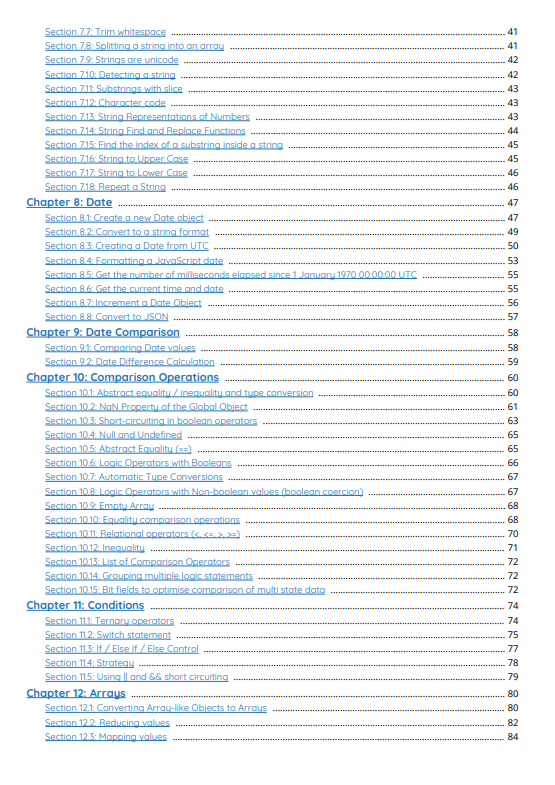 Section 7.7: Trim whitespace 41
Section 7.8: Splitting a string into an array 41
Section 7.9: Strings are unicode 42
Section 7.10: Detecting a string 42
Section 7.11: Substrings with slice 43
Section 7.12: Character code 43
Section 7.13: String Representations of Numbers 43
Section 7.14: String Find and Replace Functions 44
Section 7.15: Find the index of a substring inside a string 45
Section 7.16: String to Upper Case 45
Section 7.17: String to Lower Case 46
Section 7.18: Repeat a String 46
Chapter 8: Date 47
Section 8.1: Create a new Date object 47
Section 8.2: Convert to a string format 49
Section 8.3: Creating a Date from UTC 50
Section 8.4: Formatting a JavaScript date 53
Section 8.5: Get the number of milliseconds elapsed since 1 January 1970 00:00:00 UTC 55
Section 8.6: Get the current time and date 55
Section 8.7: Increment a Date Object 56
Section 8.8: Convert to JSON 57
Chapter 9: Date Comparison 58
Section 9.1: Comparing Date values 58
Section 9.2: Date Difference Calculation 59
Chapter 10: Comparison Operations 60
Section 10.1: Abstract equality / inequality and type conversion 60
Section 10.2: NaN Property of the Global Object 61
Section 10.3: Short-circuiting in boolean operators 63
Section 10.4: Null and Undefined 65
Section 10.5: Abstract Equality (==) 65
Section 10.6: Logic Operators with Booleans 66
Section 10.7: Automatic Type Conversions 67
Section 10.8: Logic Operators with Non-boolean values (boolean coercion) 67
Section 10.9: Empty Array 68
Section 10.10: Equality comparison operations 68
Section 10.11: Relational operators (<, <=, >, >=) 70
Section 10.12: Inequality 71
Section 10.13: List of Comparison Operators 72
Section 10.14: Grouping multiple logic statements 72
Section 10.15: Bit fields to optimise comparison of multi state data 72
Chapter 11: Conditions 74
Section 11.1: Ternary operators 74
Section 11.2: Switch statement 75
Section 11.3: If / Else If / Else Control 77
Section 11.4: Strategy 78
Section 11.5: Using || and && short circuiting 79
Chapter 12: Arrays 80
Section 12.1: Converting Array-like Objects to Arrays 80
Section 12.2: Reducing values 82
Section 12.3: Mapping values 84